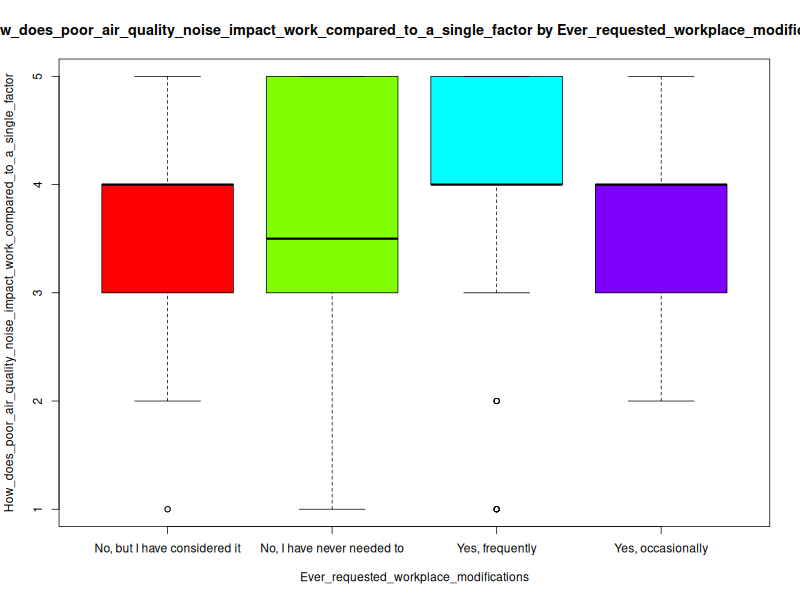 w_does_poor_air_quality_noise_impact_work_compared_to_a_single_factor by Ever_requested_workplace_modific
How_does_poor_air_quality_noise_impact_work_compared_to_a_single_factor
5
4
3
2
1
No, but I have considered it
No, I have never needed to
Yes, frequently
Yes, occasionally
Ever_requested_workplace_modifications